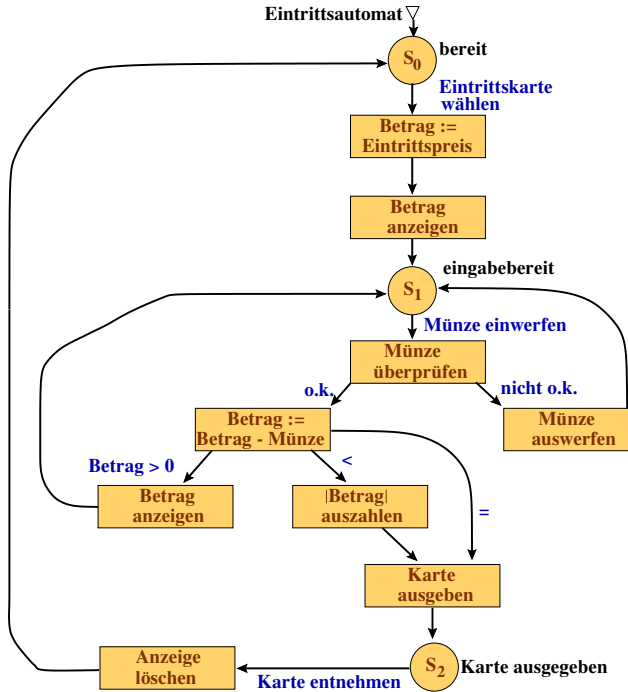 Eintrittsautomat
S0
bereit
Eintrittskarte
wählen
Betrag :=
Eintrittspreis
Betrag
anzeigen
S1
eingabebereit
Münze einwerfen
Münze
überprüfen
o.k.
nicht o.k.
Betrag :=
Betrag - Münze
Münze
auswerfen
Betrag > 0
<
=
Betrag
anzeigen
|Betrag|
auszahlen
Karte
ausgeben
Anzeige
löschen
Karte entnehmen
S2
Karte ausgegeben